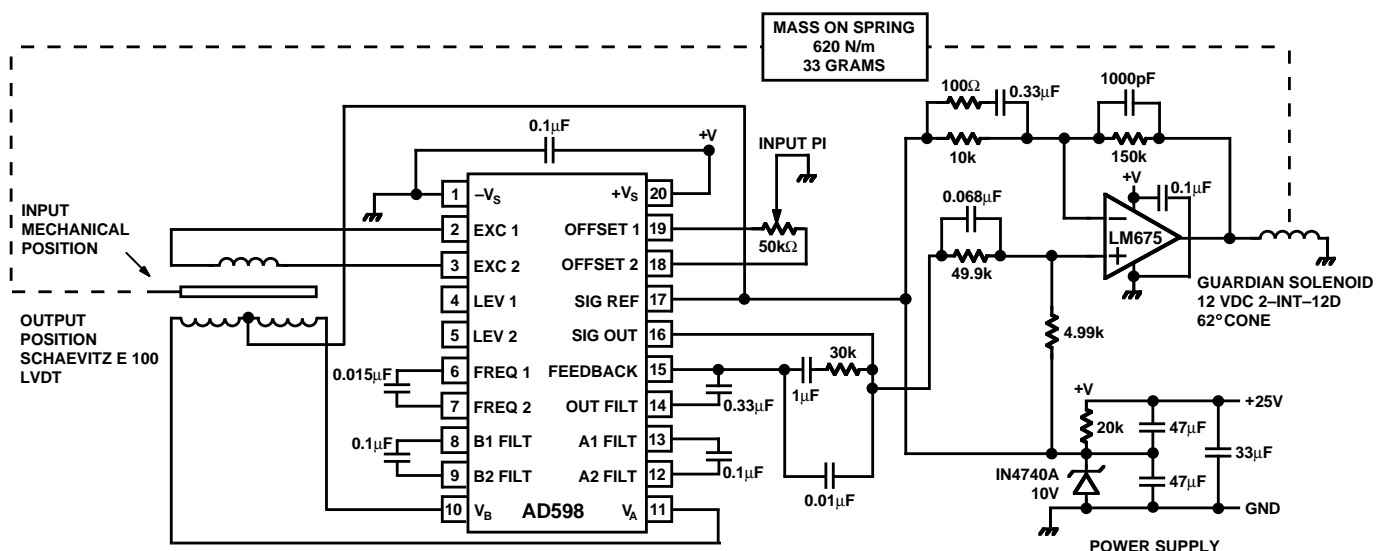 MASS ON SPRING
620 N/m
33 GRAMS
100Ω
0.33μF
1000pF
10k
150k
0.1μF
+V
INPUT PI
50kΩ
INPUT
MECHANICAL
POSITION
OUTPUT
POSITION
SCHAEVITZ E 100
LVDT
1 –VS
2 EXC 1
3 EXC 2
4 LEV 1
5 LEV 2
6 FREQ 1
7 FREQ 2
8 B1 FILT
9 B2 FILT
10 VB
+VS 20
OFFSET 1 19
OFFSET 2 18
SIG REF 17
SIG OUT 16
FEEDBACK 15
OUT FILT 14
A1 FILT 13
A2 FILT 12
VA 11
AD598
0.015μF
0.1μF
30k
1μF
0.33μF
0.1μF
0.01μF
0.068μF
49.9k
+V
0.1μF
LM675
GUARDIAN SOLENOID
12 VDC 2–INT–12D
62° CONE
4.99k
+V
20k
47μF
47μF
33μF
+25V
GND
IN4740A
10V
POWER SUPPLY